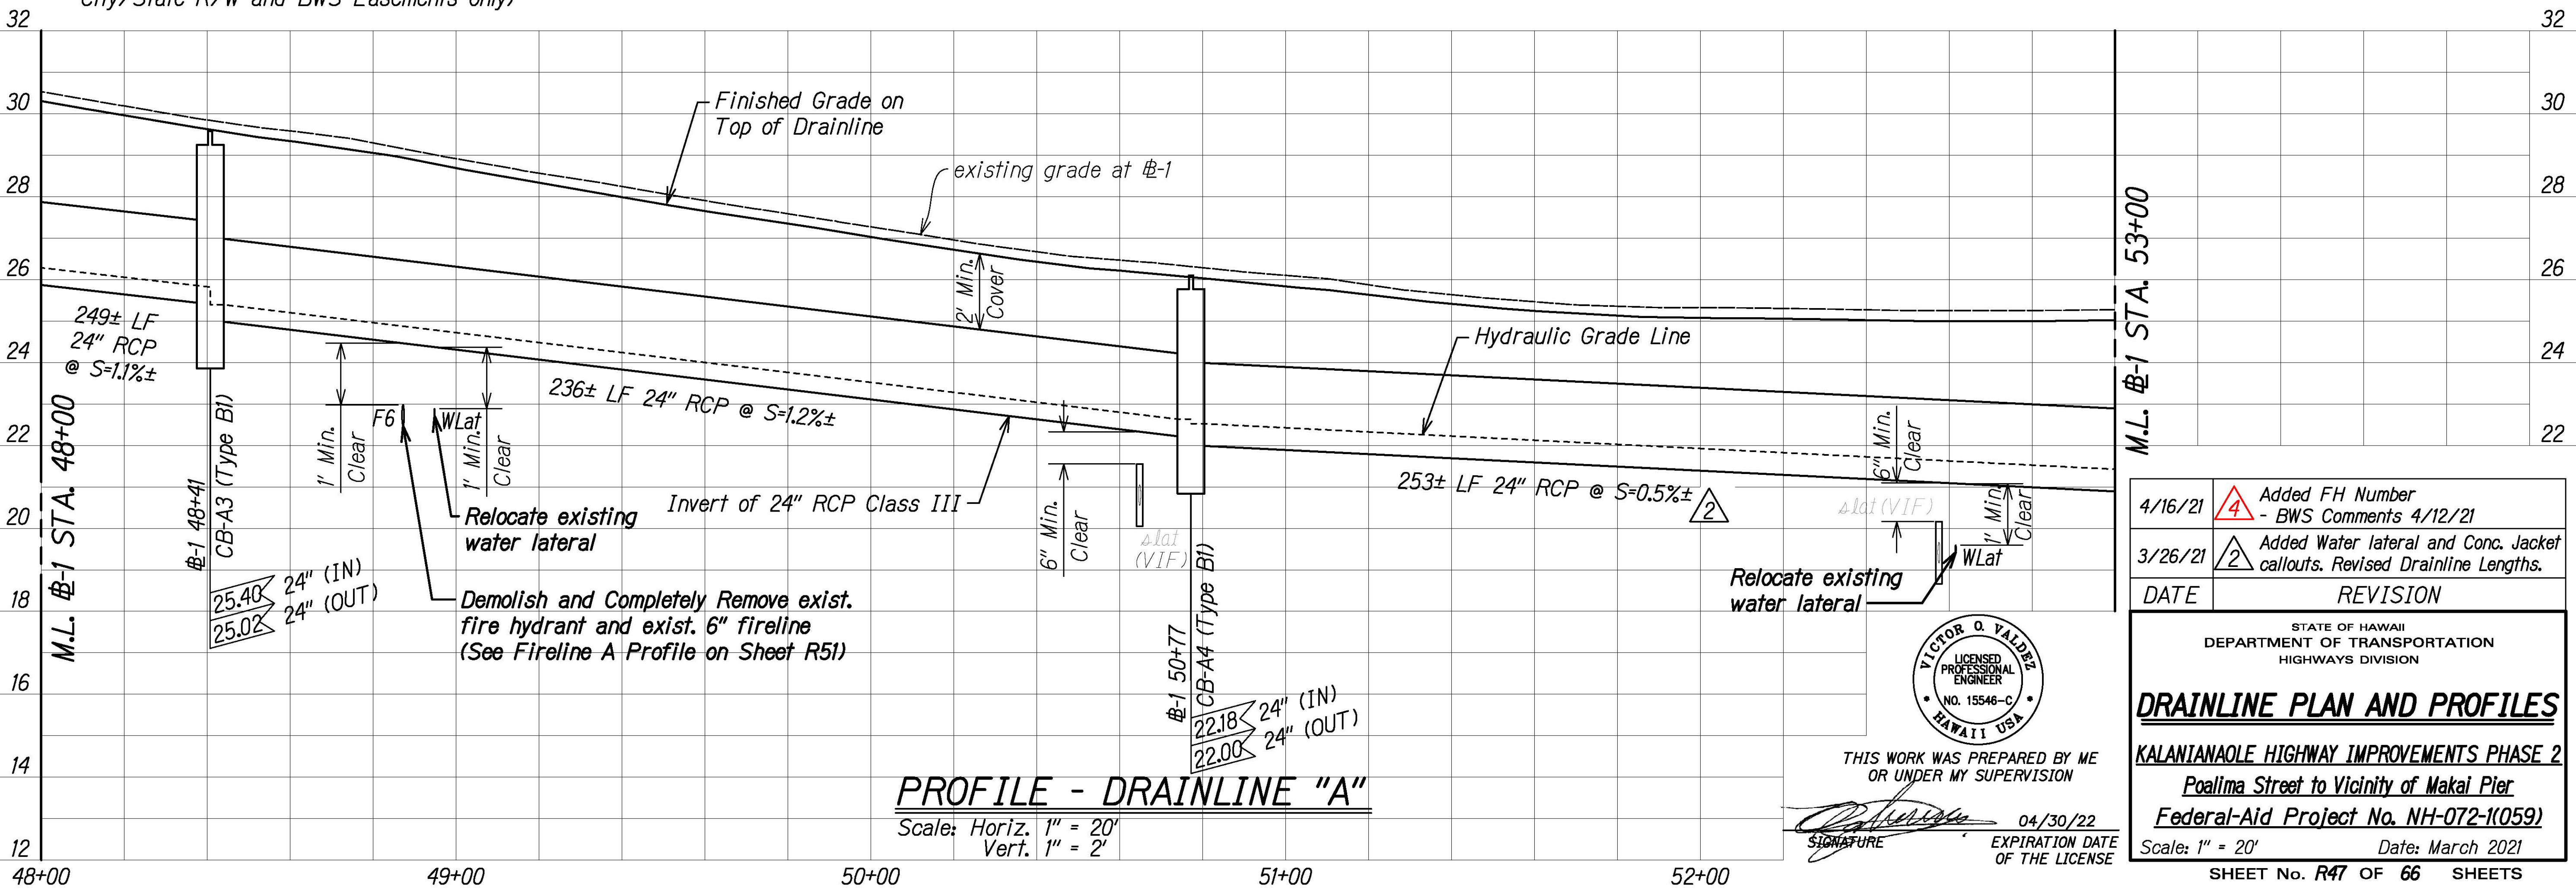 City/State R/W and BWS Easements only)
32
30
28
26
24
22
20
18
16
14
12
32
30
28
26
24
22
48+00
49+00
50+00
51+00
52+00
M.L. ℄B-1 STA. 48+00
M.L. ℄B-1 STA. 53+00
249± LF
24" RCP
@ S=1.1%±
℄B-1 48+41
CB-A3 (Type B1)
25.40 24" (IN)
25.02 24" (OUT)
Finished Grade on
Top of Drainline
existing grade at ℄B-1
1' Min.
Clear
F6
WLat
1' Min.
Clear
236± LF 24" RCP @ S=1.2%±
Relocate existing
water lateral
Demolish and Completely Remove exist.
fire hydrant and exist. 6" fireline
(See Fireline A Profile on Sheet R51)
Invert of 24" RCP Class III
2' Min.
Cover
6" Min.
Clear
slat
(VIF)
℄B-1 50+77
CB-A4 (Type B1)
22.18 24" (IN)
22.00 24" (OUT)
Hydraulic Grade Line
253± LF 24" RCP @ S=0.5%±
2
6" Min.
Clear
slat (VIF)
1' Min.
Clear
WLat
Relocate existing
water lateral
PROFILE - DRAINLINE "A"
Scale: Horiz. 1" = 20'
Vert. 1" = 2'
VICTOR O. VALDEZ
LICENSED
PROFESSIONAL
ENGINEER
NO. 15546-C
HAWAII USA
THIS WORK WAS PREPARED BY ME
OR UNDER MY SUPERVISION
SIGNATURE
04/30/22
EXPIRATION DATE
OF THE LICENSE
4/16/21 4 Added FH Number
- BWS Comments 4/12/21
3/26/21 2 Added Water lateral and Conc. Jacket
callouts. Revised Drainline Lengths.
DATE REVISION
STATE OF HAWAII
DEPARTMENT OF TRANSPORTATION
HIGHWAYS DIVISION
DRAINLINE PLAN AND PROFILES
KALANIANAOLE HIGHWAY IMPROVEMENTS PHASE 2
Poalima Street to Vicinity of Makai Pier
Federal-Aid Project No. NH-072-1(059)
Scale: 1" = 20' Date: March 2021
SHEET No. R47 OF 66 SHEETS